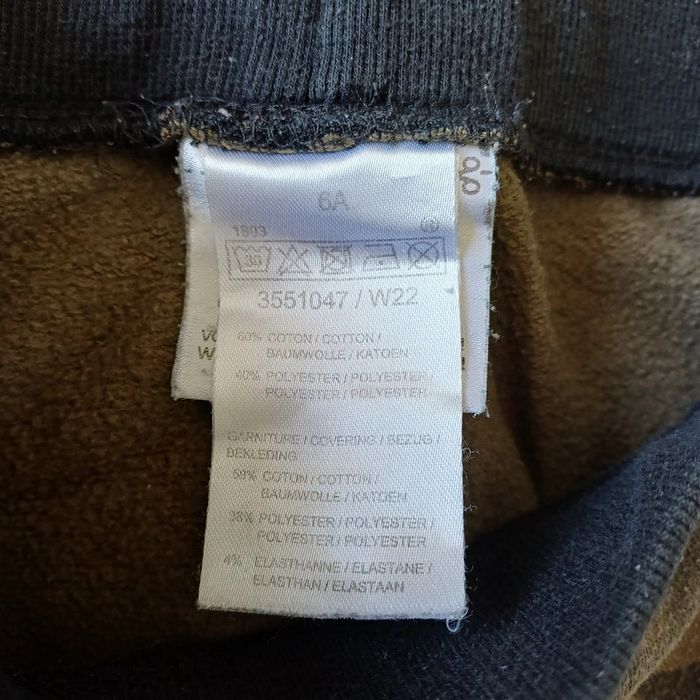 6A
1803
30
3551047 / W22
60% COTON / COTTON /
BAUMWOLLE / KATOEN
40% POLYESTER / POLYESTER /
POLYESTER / POLYESTER
GARNITURE / COVERING / BEZUG /
BEKLEDING
58% COTON / COTTON /
BAUMWOLLE / KATOEN
38% POLYESTER / POLYESTER /
POLYESTER / POLYESTER
4% ELASTHANNE / ELASTANE /
ELASTHAN / ELASTAAN